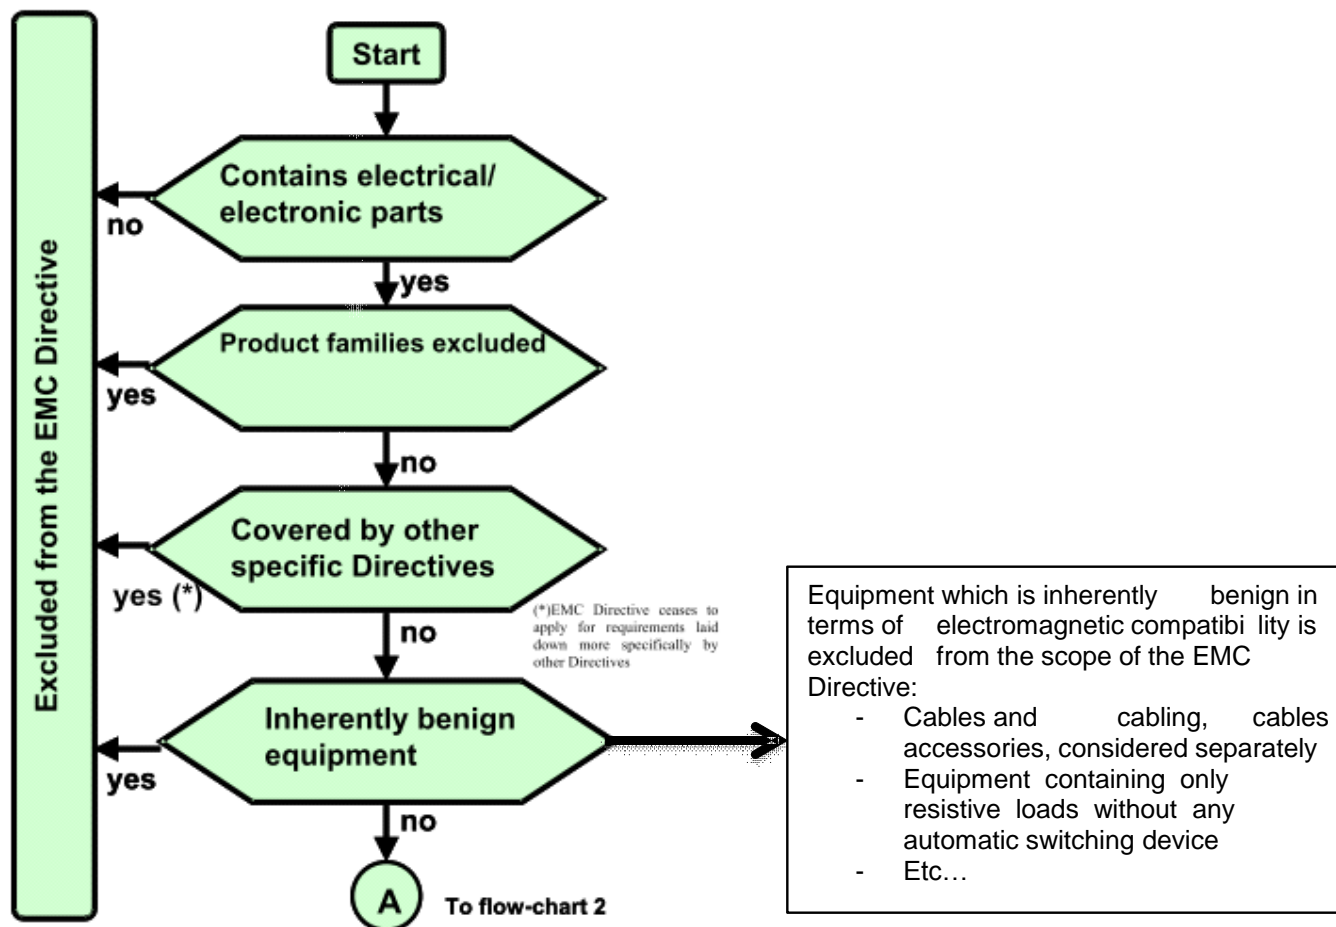 Start
Contains electrical/
electronic parts
no
yes
Product families excluded
yes
no
Covered by other
specific Directives
yes (*)
no
(*)EMC Directive ceases to
apply for requirements laid
down more specifically by
other Directives
Inherently benign
equipment
yes
no
A
To flow-chart 2
Excluded from the EMC Directive
Equipment which is inherently benign in
terms of electromagnetic compatibi lity is
excluded from the scope of the EMC
Directive:
- Cables and cabling, cables
accessories, considered separately
- Equipment containing only
resistive loads without any
automatic switching device
- Etc…